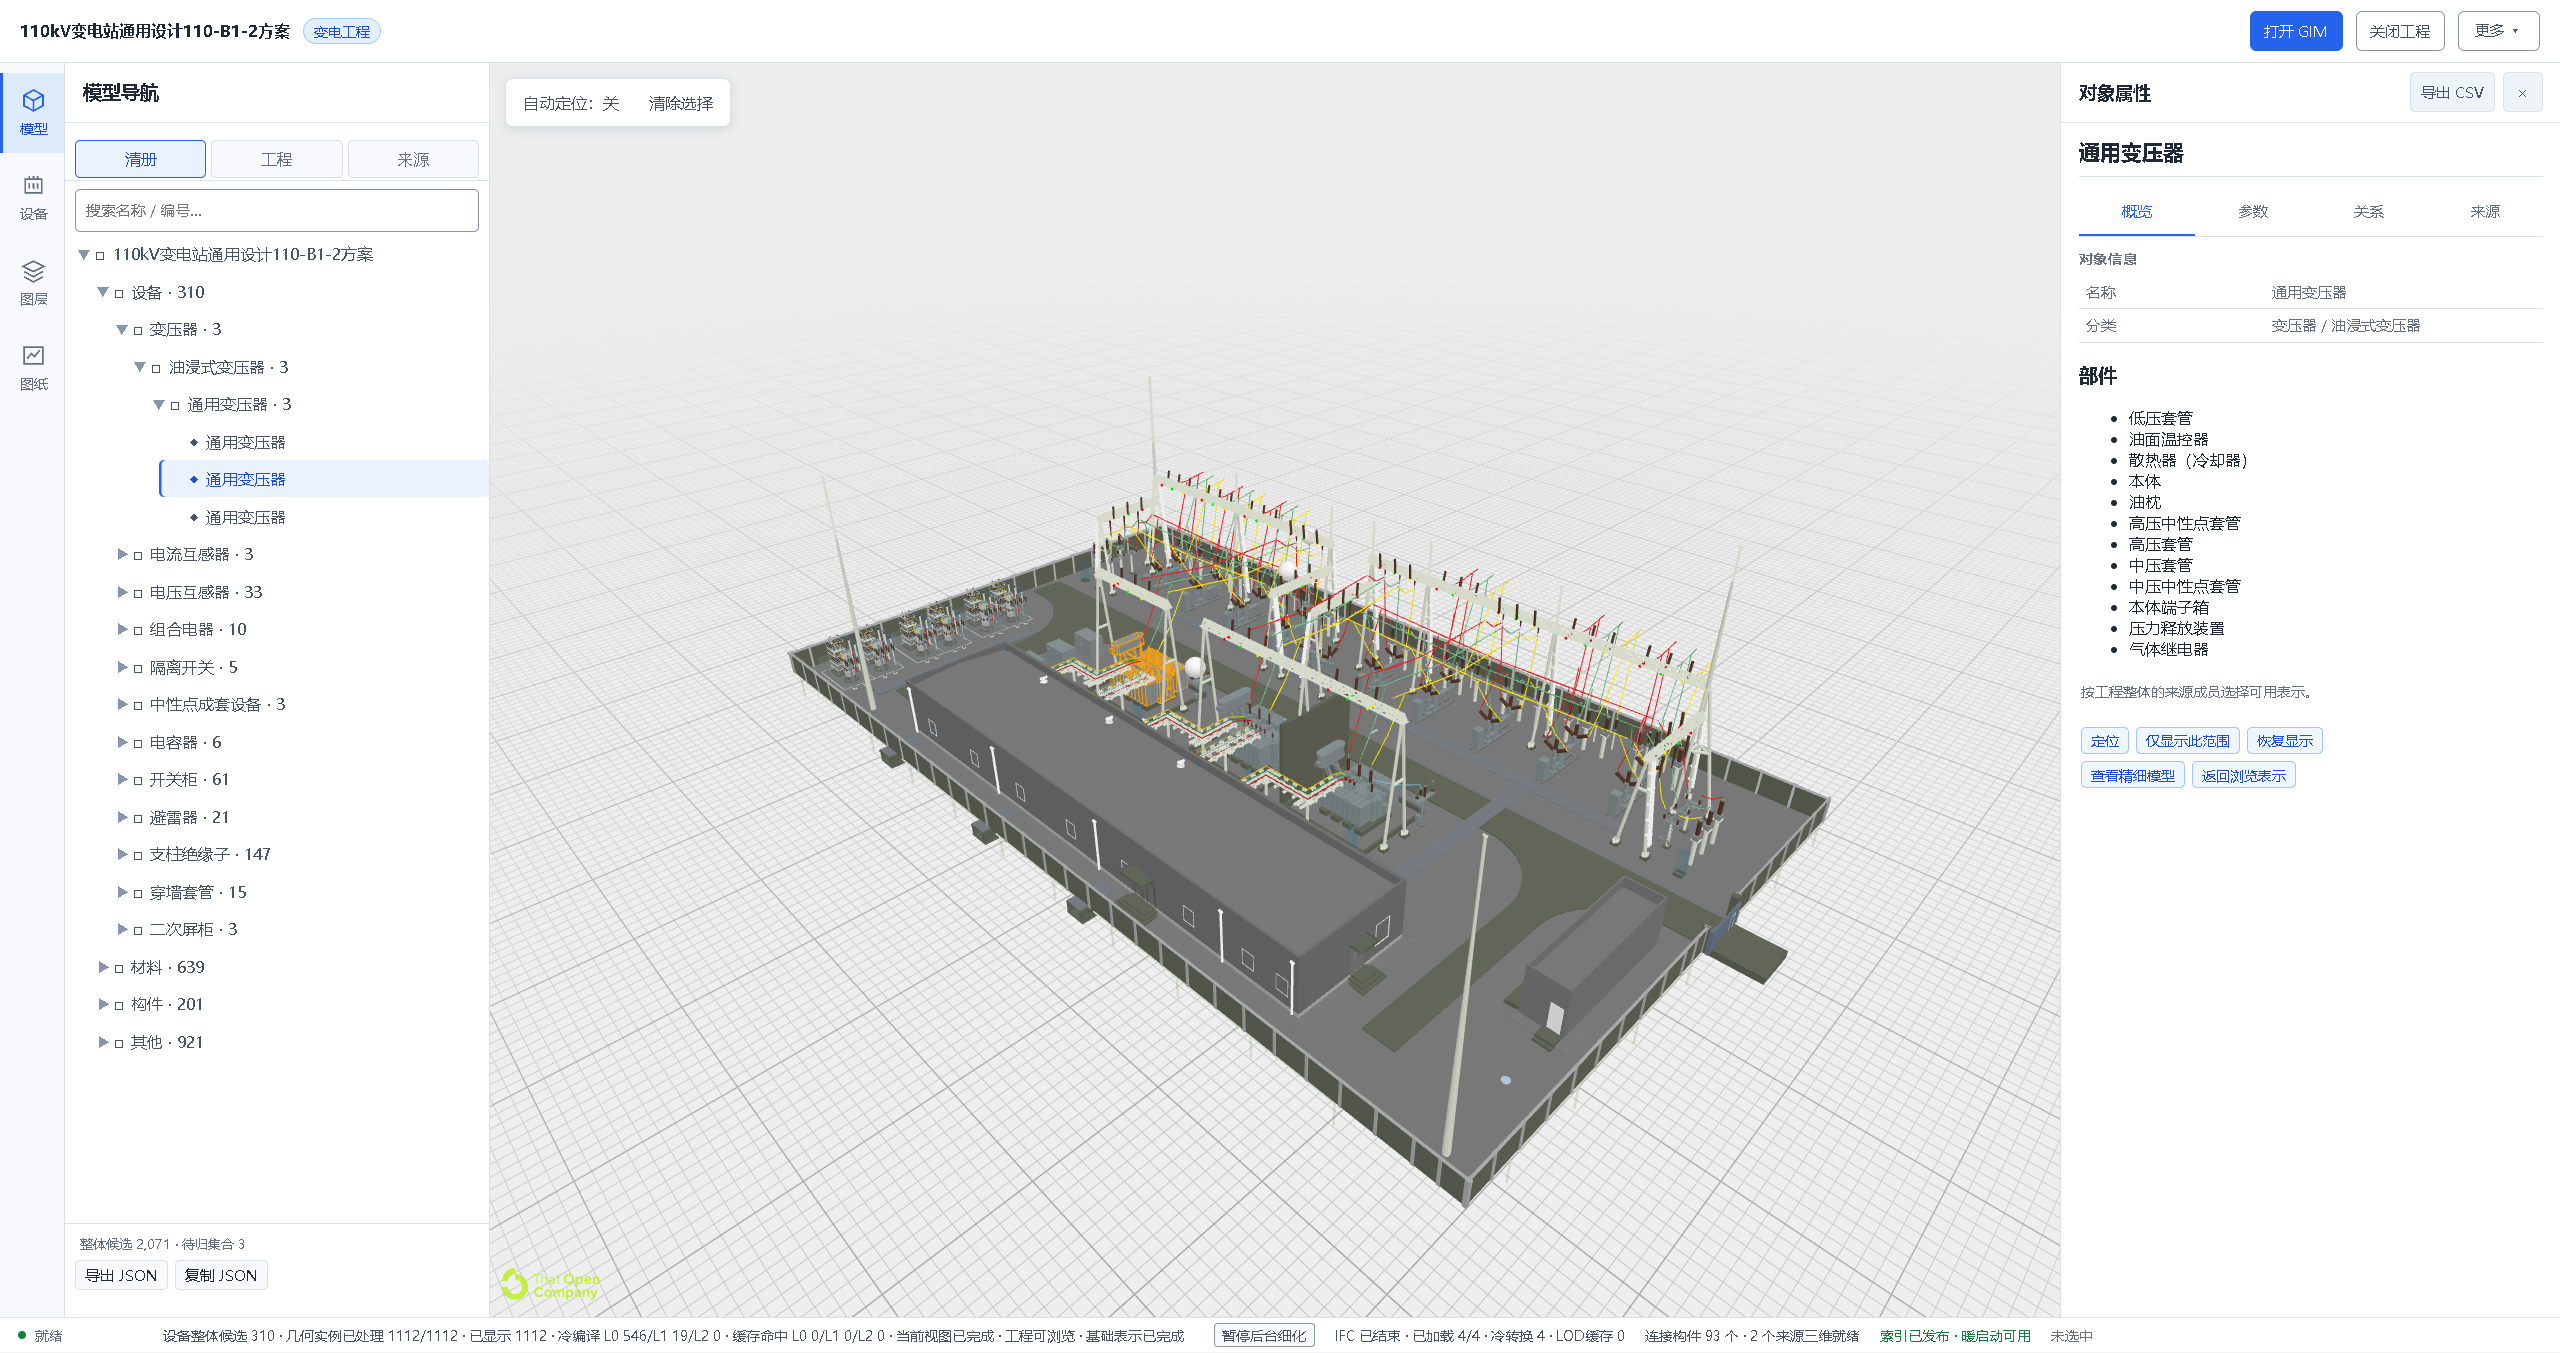 110kV变电站通用设计110-B1-2方案 变电工程
打开 GIM 关闭工程 更多
模型
设备
图层
图纸
模型导航
清册 工程 来源
搜索名称 / 编号...
110kV变电站通用设计110-B1-2方案
设备 · 310
变压器 · 3
油浸式变压器 · 3
通用变压器 · 3
通用变压器
通用变压器
通用变压器
电流互感器 · 3
电压互感器 · 33
组合电器 · 10
隔离开关 · 5
中性点成套设备 · 3
电容器 · 6
开关柜 · 61
避雷器 · 21
支柱绝缘子 · 147
穿墙套管 · 15
二次屏柜 · 3
材料 · 639
构件 · 201
其他 · 921
整体候选 2,071 · 待归集合 3
导出 JSON 复制 JSON
自动定位：关 清除选择
That Open
Company
对象属性
导出 CSV ×
通用变压器
概览 参数 关系 来源
对象信息
名称 通用变压器
分类 变压器 / 油浸式变压器
部件
低压套管
油面温控器
散热器（冷却器）
本体
油枕
高压中性点套管
高压套管
中压套管
中压中性点套管
本体端子箱
压力释放装置
气体继电器
按工程整体的来源成员选择可用表示。
定位 仅显示此范围 恢复显示
查看精细模型 返回浏览表示
就绪 设备整体候选 310 · 几何实例已处理 1112/1112 · 已显示 1112 · 冷编译 L0 546/L1 19/L2 0 · 缓存命中 L0 0/L1 0/L2 0 · 当前视图已完成 · 工程可浏览 · 基础表示已完成 暂停后台细化 IFC 已结束 · 已加载 4/4 · 冷转换 4 · LOD缓存 0 连接构件 93 个 · 2 个来源三维就绪 索引已发布 · 暖启动可用 未选中